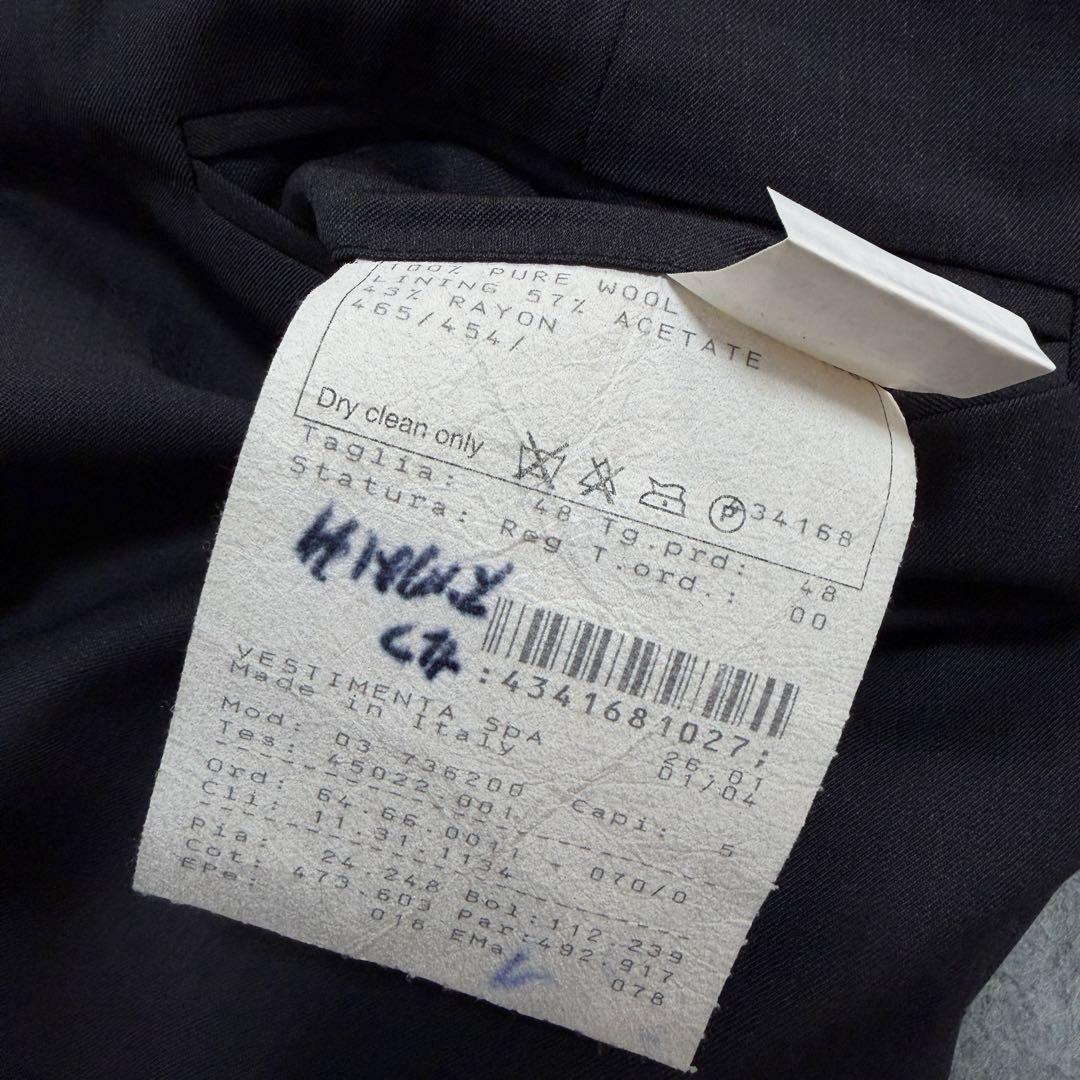 100% PURE WOOL
LINING 57% ACETATE
43% RAYON
465/454/
Dry clean only P 434168
Taglia: 48 Tg.prd: 48
Statura: Reg T.ord.: 00
:4341681027;
VESTIMENTA SpA 26.01
Made in Italy 01/04
Mod: 03 736200 Capi: 5
Tes: 45022 001
Ord: 64.66.0011 - 070/0
Cli: 11.31.1134
Pia: 24.248 Bol:112.239
Cot: 473.603 Par:492.917
EPe: 018 EMa 078